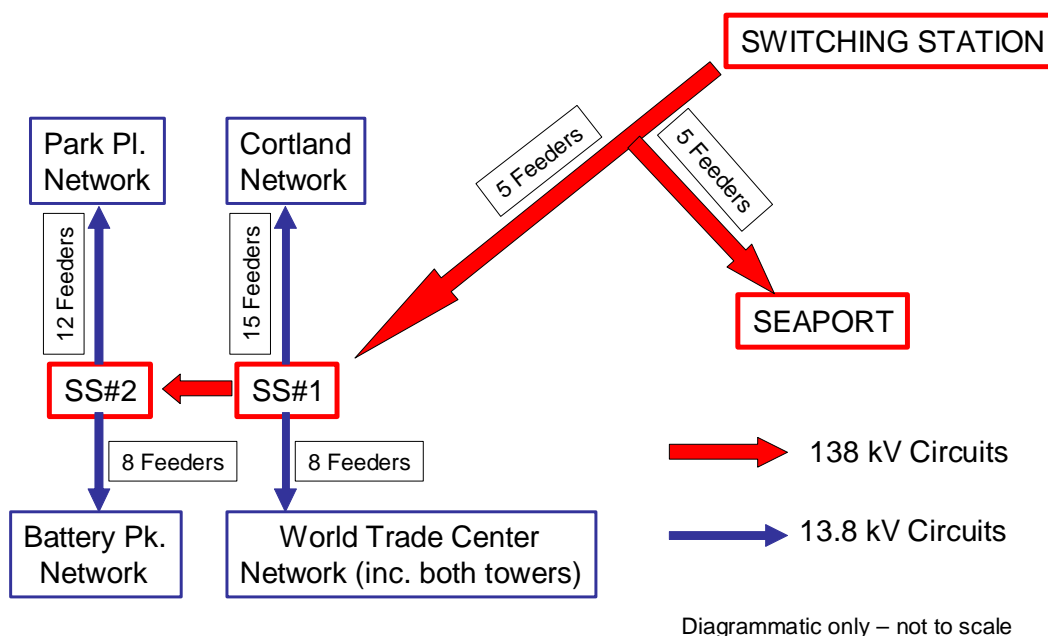 SWITCHING STATION
Park Pl.
Network
Cortland
Network
5 Feeders
5 Feeders
12 Feeders
15 Feeders
SEAPORT
SS#2
SS#1
8 Feeders
8 Feeders
138 kV Circuits
Battery Pk.
Network
World Trade Center
Network (inc. both towers)
13.8 kV Circuits
Diagrammatic only – not to scale